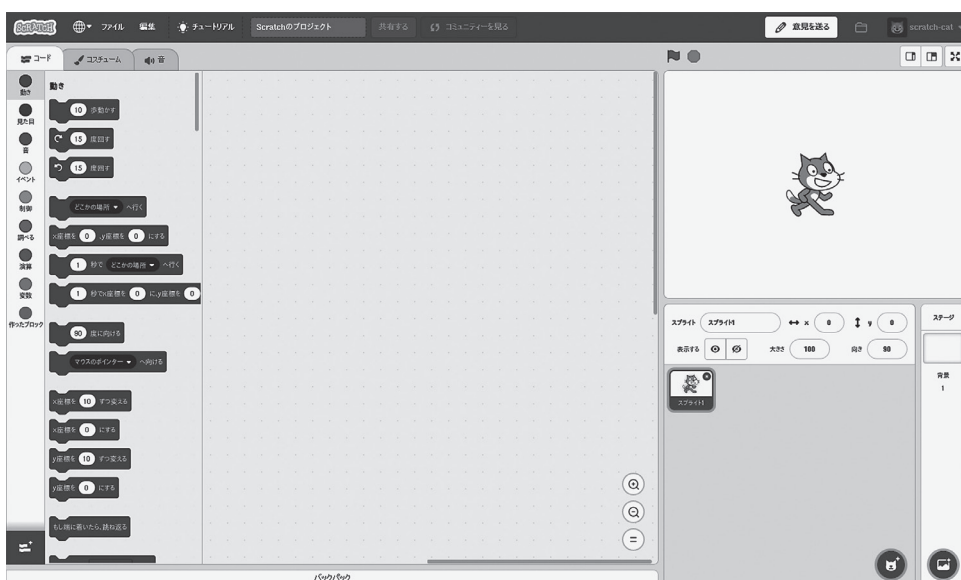 SCRATCH ファイル 編集 チュートリアル Scratchのプロジェクト 共有する コミュニティーを見る 意見を送る scratch-cat
コード コスチューム 音
動き
見た目
音
イベント
制御
調べる
演算
変数
作ったブロック
動き
10 歩動かす
15 度回す
15 度回す
どこかの場所 へ行く
x座標を 0 、y座標を 0 にする
1 秒で どこかの場所 へ行く
1 秒でx座標を 0 に、y座標を 0
90 度に向ける
マウスのポインター へ向ける
x座標を 10 ずつ変える
x座標を 0 にする
y座標を 10 ずつ変える
y座標を 0 にする
もし端に着いたら、跳ね返る
バックパック
スプライト スプライト1 x 0 y 0
表示する 大きさ 100 向き 90
スプライト1
ステージ
背景
1